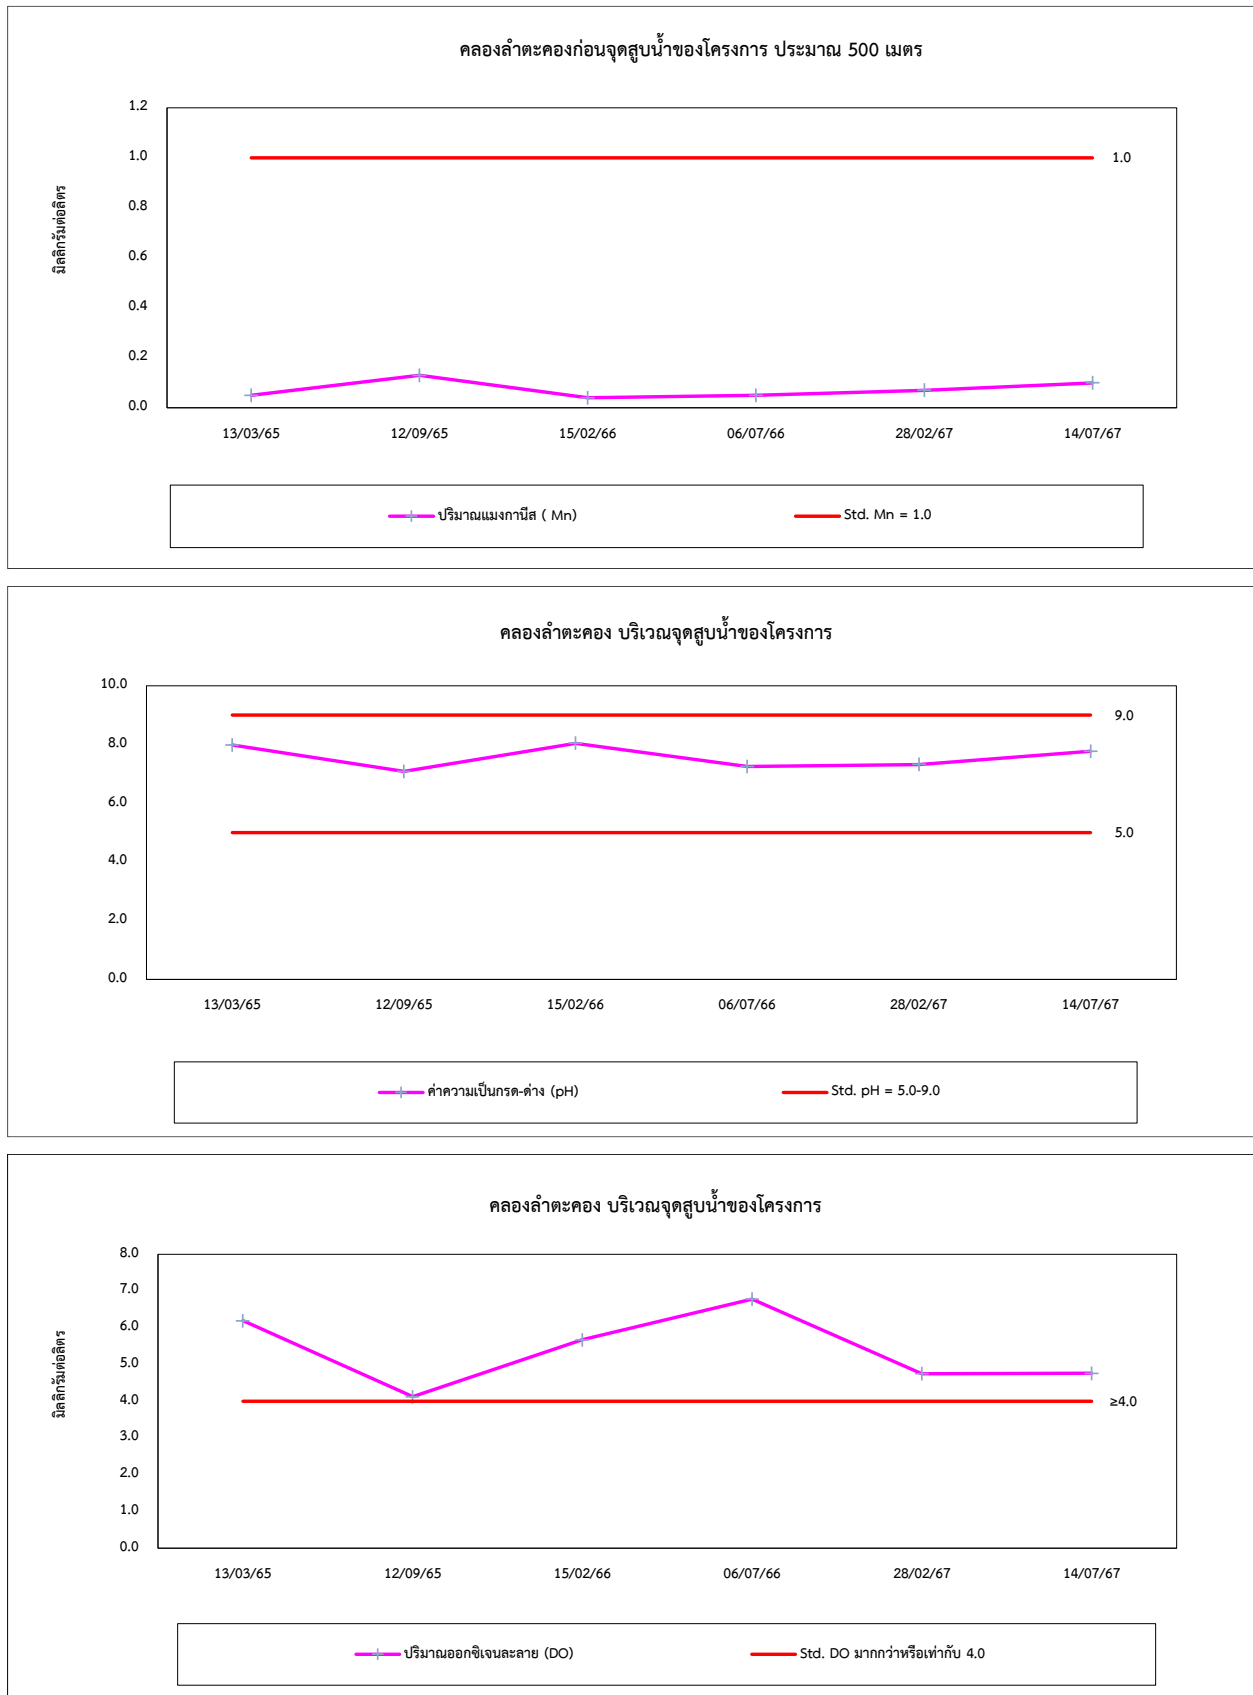 คลองลำตะคองก่อนจุดสูบน้ำของโครงการ ประมาณ 500 เมตร
มิลลิกรัมต่อลิตร
1.2
1.0
0.8
0.6
0.4
0.2
0.0
1.0
13/03/65 12/09/65 15/02/66 06/07/66 28/02/67 14/07/67
ปริมาณแมงกานีส ( Mn) Std. Mn = 1.0
คลองลำตะคอง บริเวณจุดสูบน้ำของโครงการ
10.0
8.0
6.0
4.0
2.0
0.0
9.0
5.0
13/03/65 12/09/65 15/02/66 06/07/66 28/02/67 14/07/67
ค่าความเป็นกรด-ด่าง (pH) Std. pH = 5.0-9.0
คลองลำตะคอง บริเวณจุดสูบน้ำของโครงการ
มิลลิกรัมต่อลิตร
8.0
7.0
6.0
5.0
4.0
3.0
2.0
1.0
0.0
≥4.0
13/03/65 12/09/65 15/02/66 06/07/66 28/02/67 14/07/67
ปริมาณออกซิเจนละลาย (DO) Std. DO มากกว่าหรือเท่ากับ 4.0